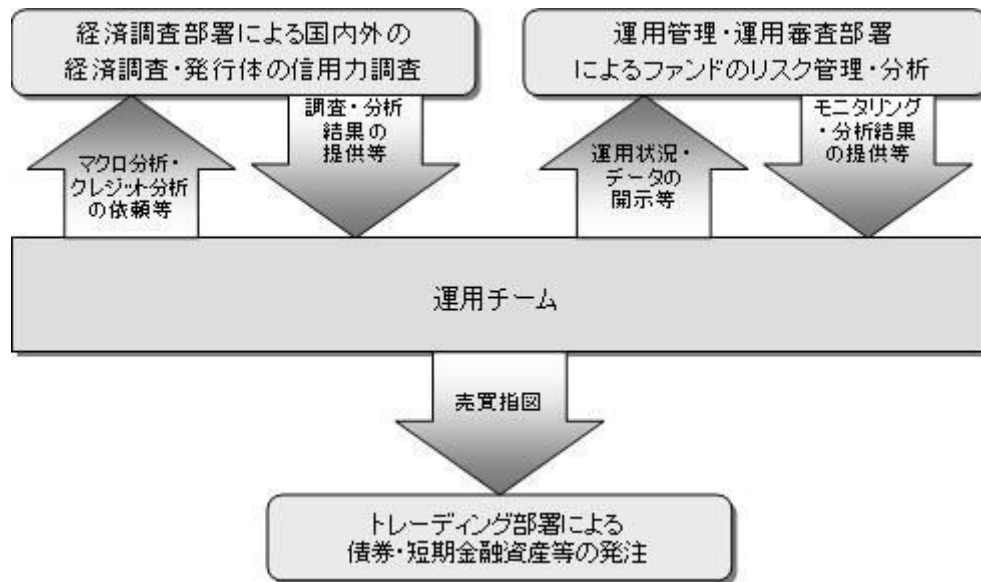 経済調査部署による国内外の
経済調査・発行体の信用力調査
運用管理・運用審査部署
によるファンドのリスク管理・分析
マクロ分析・
クレジット分析
の依頼等
調査・分析
結果の
提供等
運用状況・
データの
開示等
モニタリング
・分析結果
の提供等
運用チーム
売買指図
トレーディング部署による
債券・短期金融資産等の発注